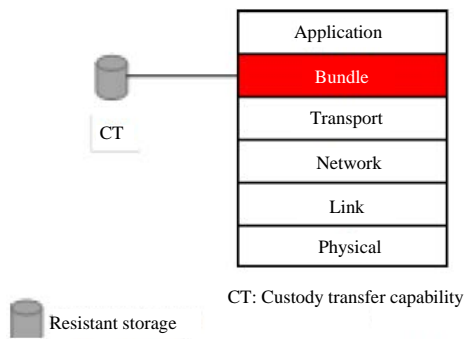 Application
Bundle
CT
Transport
Network
Link
Physical
CT: Custody transfer capability
Resistant storage